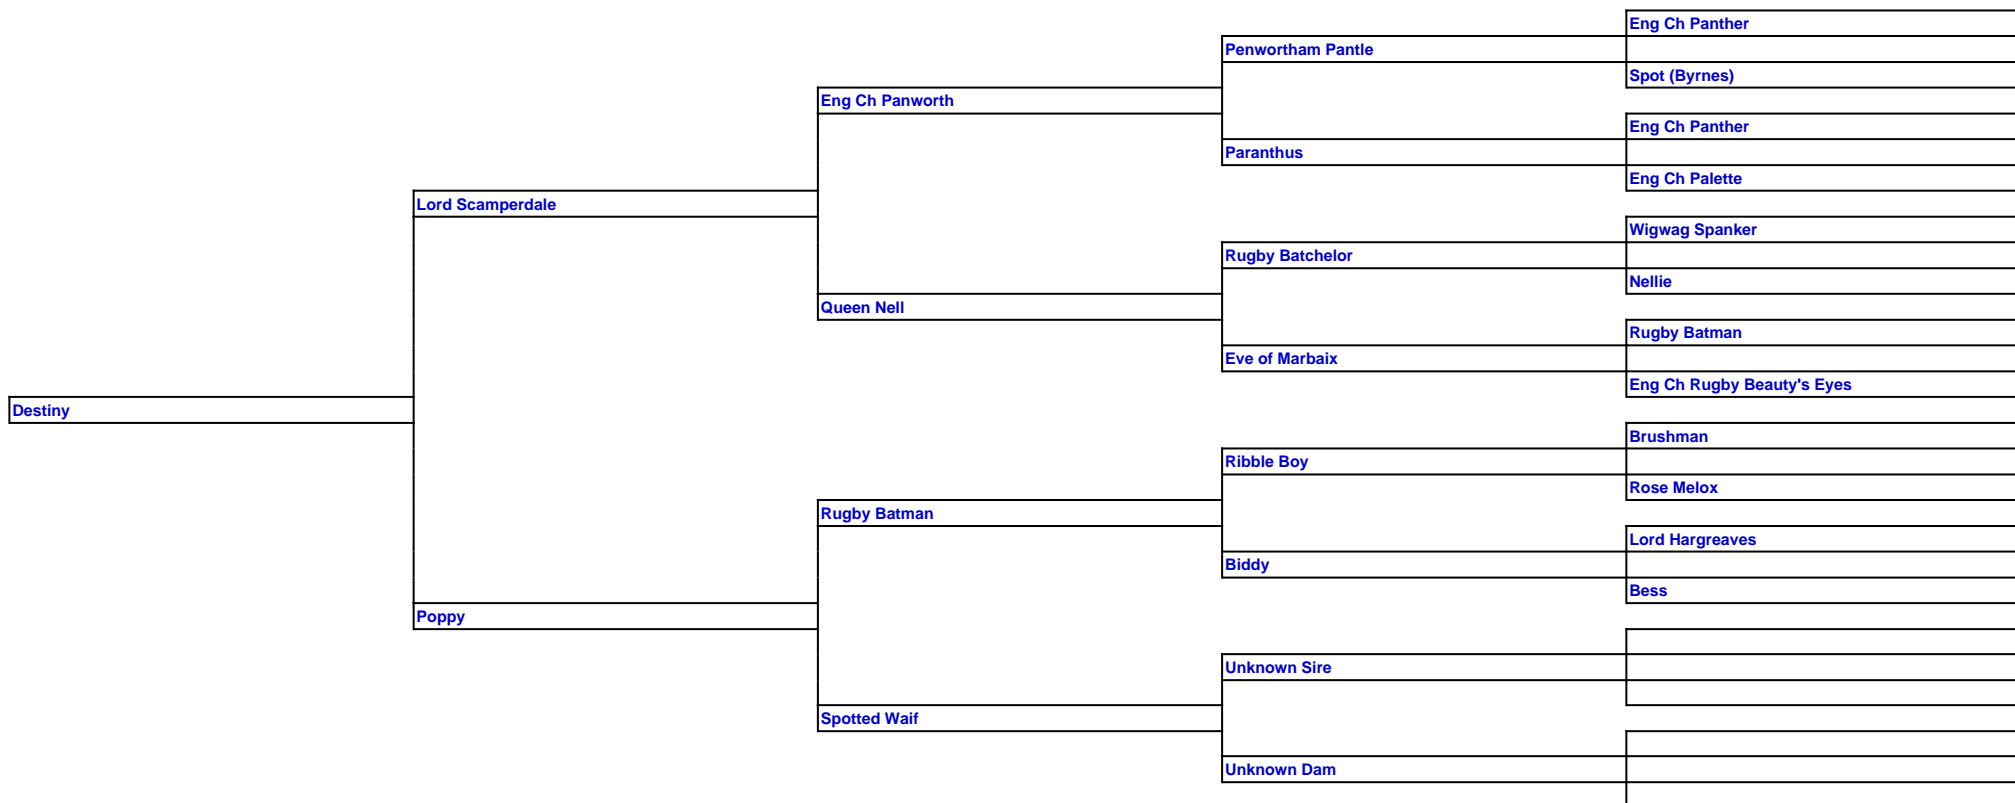 Eng Ch Panther
Penwortham Pantle
Spot (Byrnes)
Eng Ch Panworth
Eng Ch Panther
Paranthus
Eng Ch Palette
Lord Scamperdale
Wigwag Spanker
Rugby Batchelor
Nellie
Queen Nell
Rugby Batman
Eve of Marbaix
Eng Ch Rugby Beauty's Eyes
Destiny
Brushman
Ribble Boy
Rose Melox
Rugby Batman
Lord Hargreaves
Biddy
Bess
Poppy
Unknown Sire
Spotted Waif
Unknown Dam